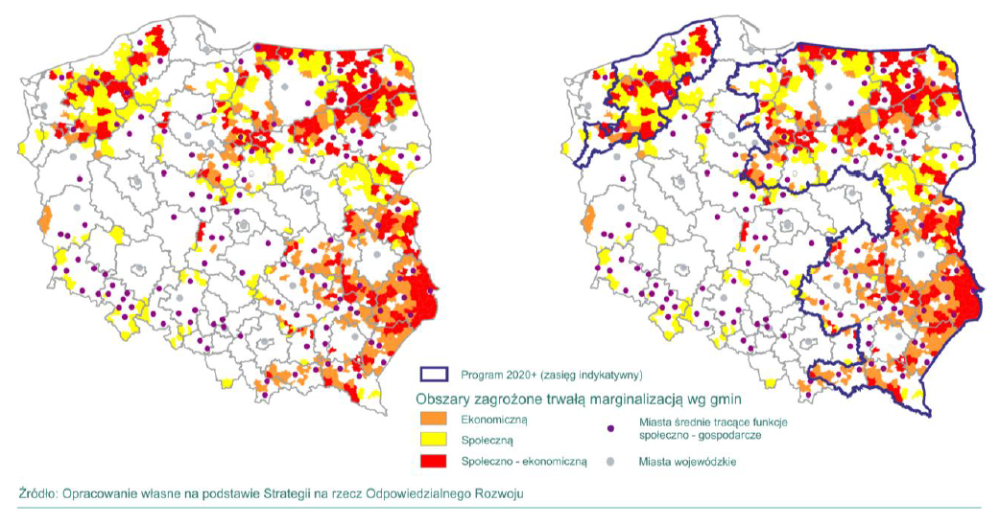 Program 2020+ (zasięg indykatywny)
Obszary zagrożone trwałą marginalizacją wg gmin
Ekonomiczną
Społeczną
Społeczno - ekonomiczną
Miasta średnie tracące funkcje
społeczno - gospodarcze
Miasta wojewódzkie
Źródło: Opracowanie własne na podstawie Strategii na rzecz Odpowiedzialnego Rozwoju